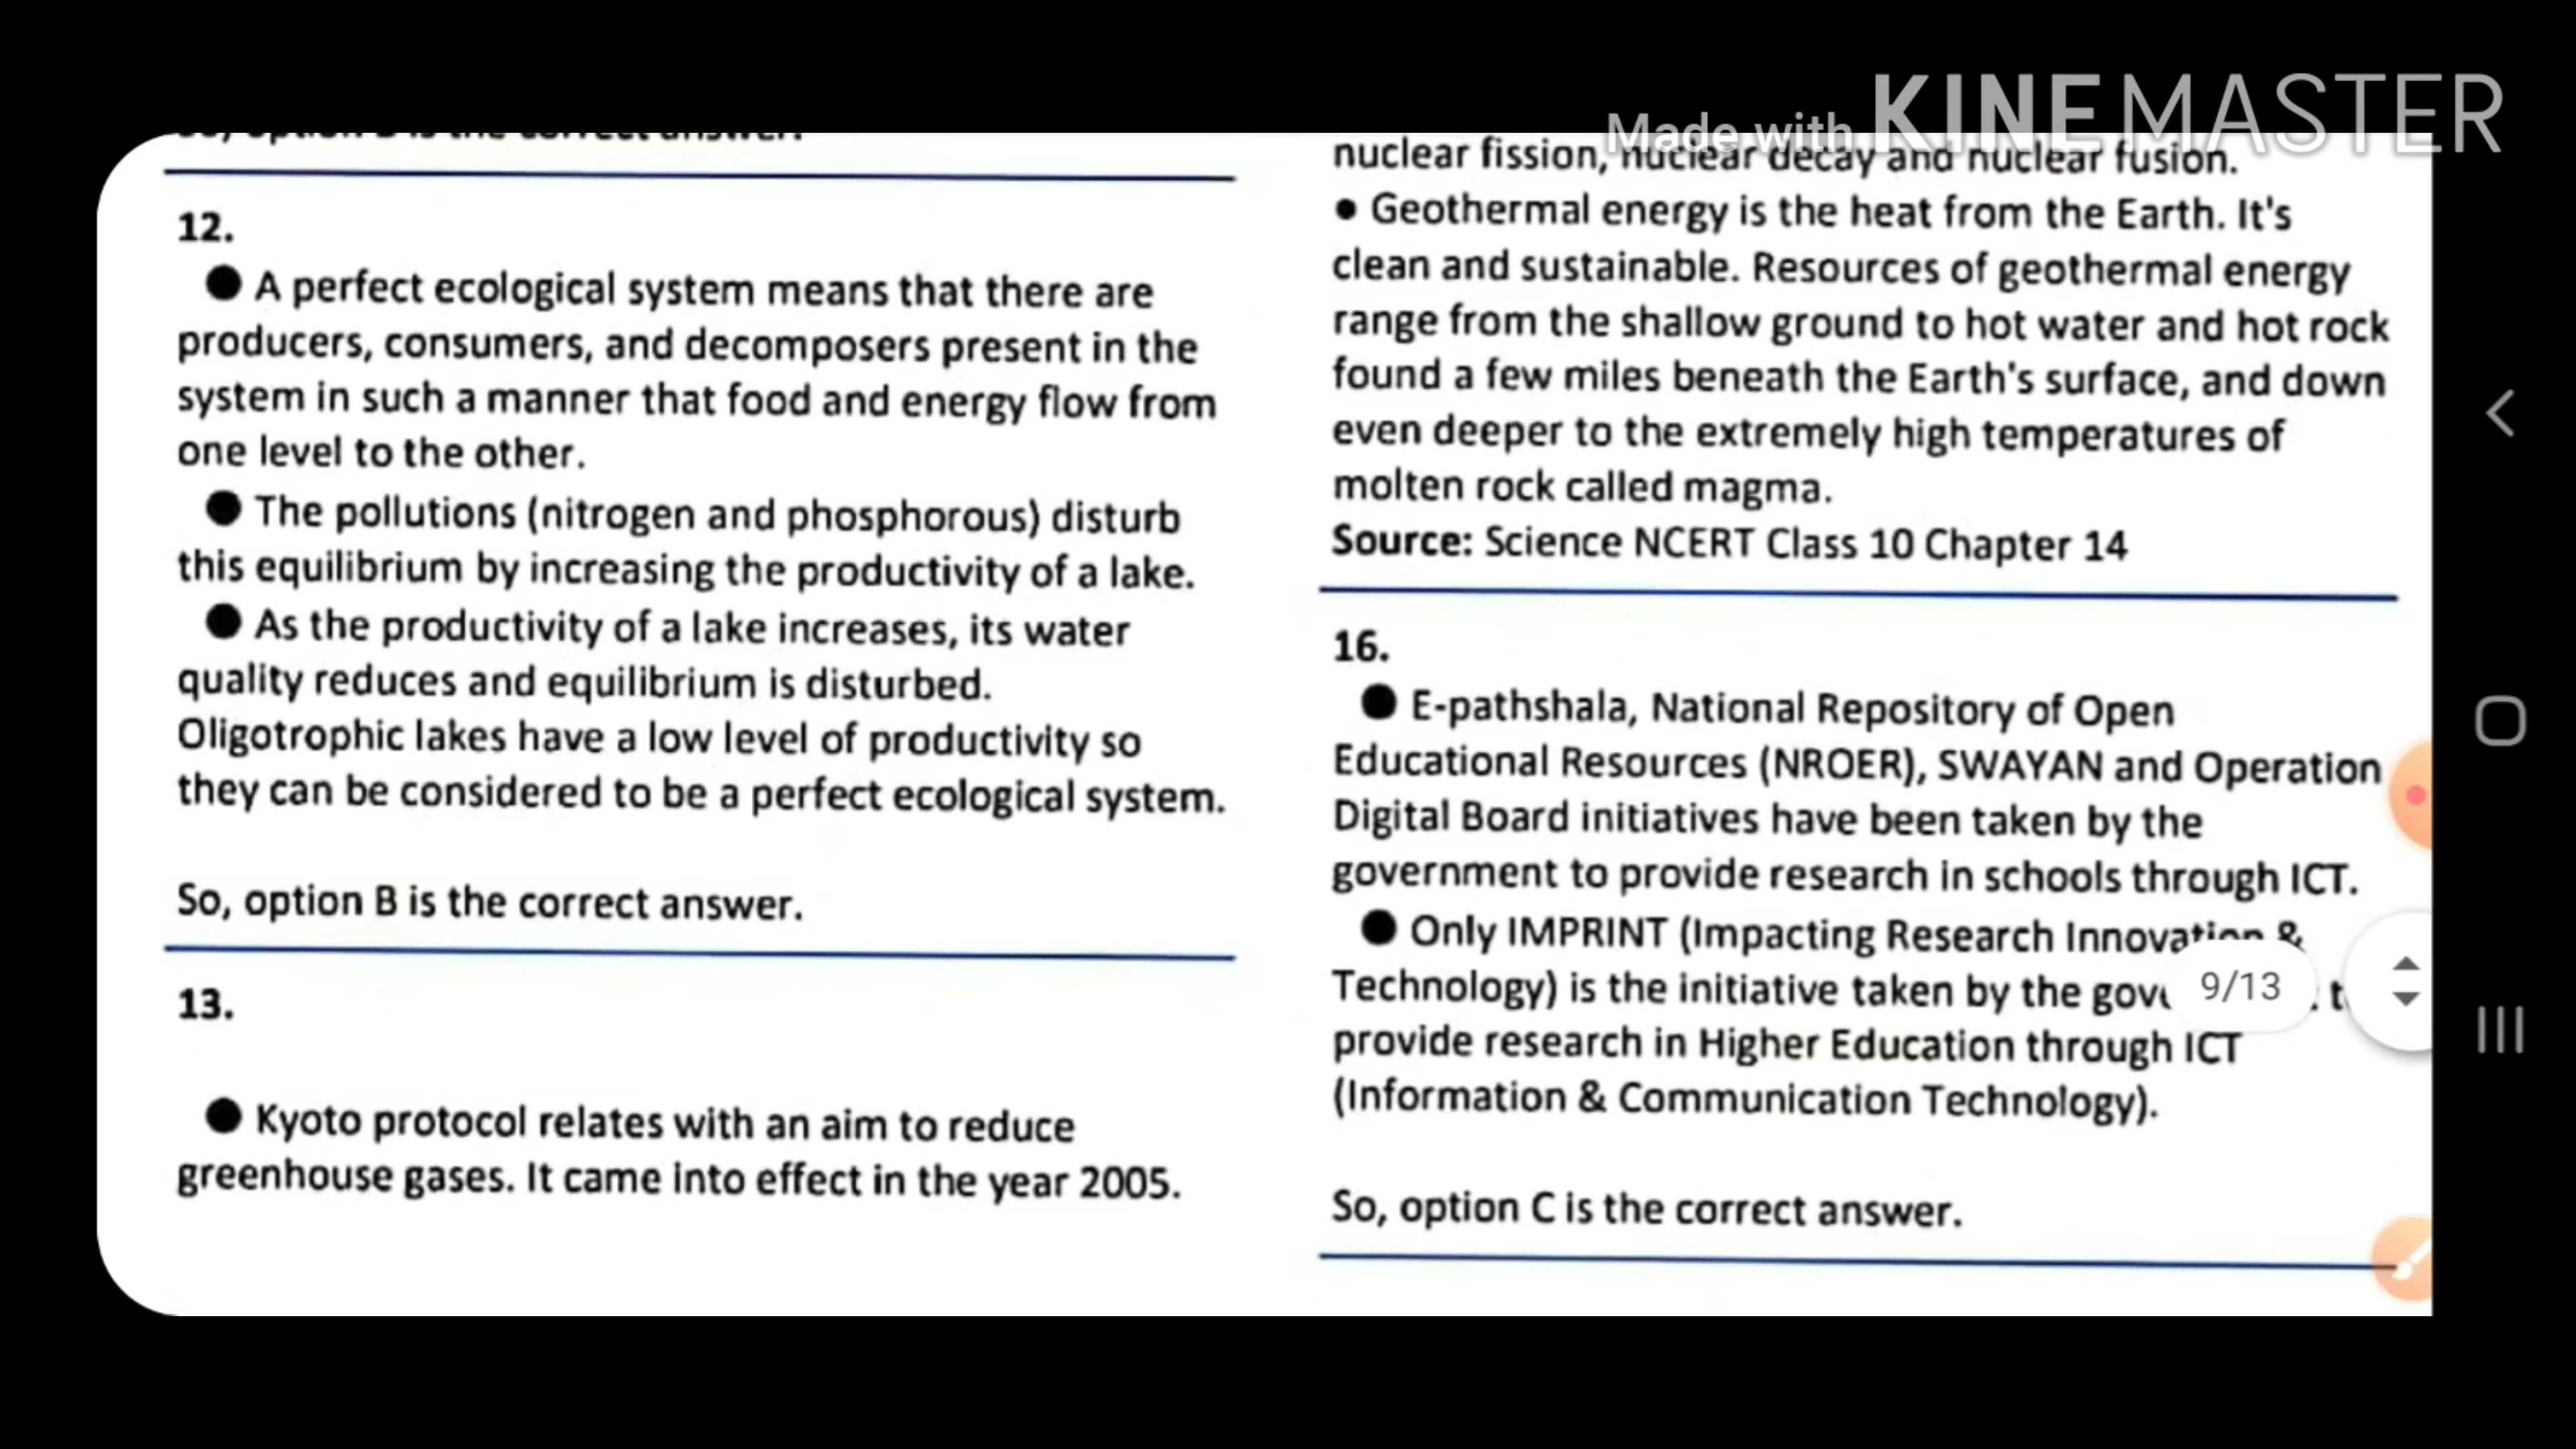 Made with KINEMASTER
So, option B is the correct answer.
12.
● A perfect ecological system means that there are
producers, consumers, and decomposers present in the
system in such a manner that food and energy flow from
one level to the other.
● The pollutions (nitrogen and phosphorous) disturb
this equilibrium by increasing the productivity of a lake.
● As the productivity of a lake increases, its water
quality reduces and equilibrium is disturbed.
Oligotrophic lakes have a low level of productivity so
they can be considered to be a perfect ecological system.
So, option B is the correct answer.
13.
● Kyoto protocol relates with an aim to reduce
greenhouse gases. It came into effect in the year 2005.
nuclear fission, nuclear decay and nuclear fusion.
● Geothermal energy is the heat from the Earth. It's
clean and sustainable. Resources of geothermal energy
range from the shallow ground to hot water and hot rock
found a few miles beneath the Earth's surface, and down
even deeper to the extremely high temperatures of
molten rock called magma.
Source: Science NCERT Class 10 Chapter 14
16.
● E-pathshala, National Repository of Open
Educational Resources (NROER), SWAYAN and Operation
Digital Board initiatives have been taken by the
government to provide research in schools through ICT.
● Only IMPRINT (Impacting Research Innovation &
Technology) is the initiative taken by the
provide research in Higher Education through ICT
(Information & Communication Technology).
So, option C is the correct answer.
9/13